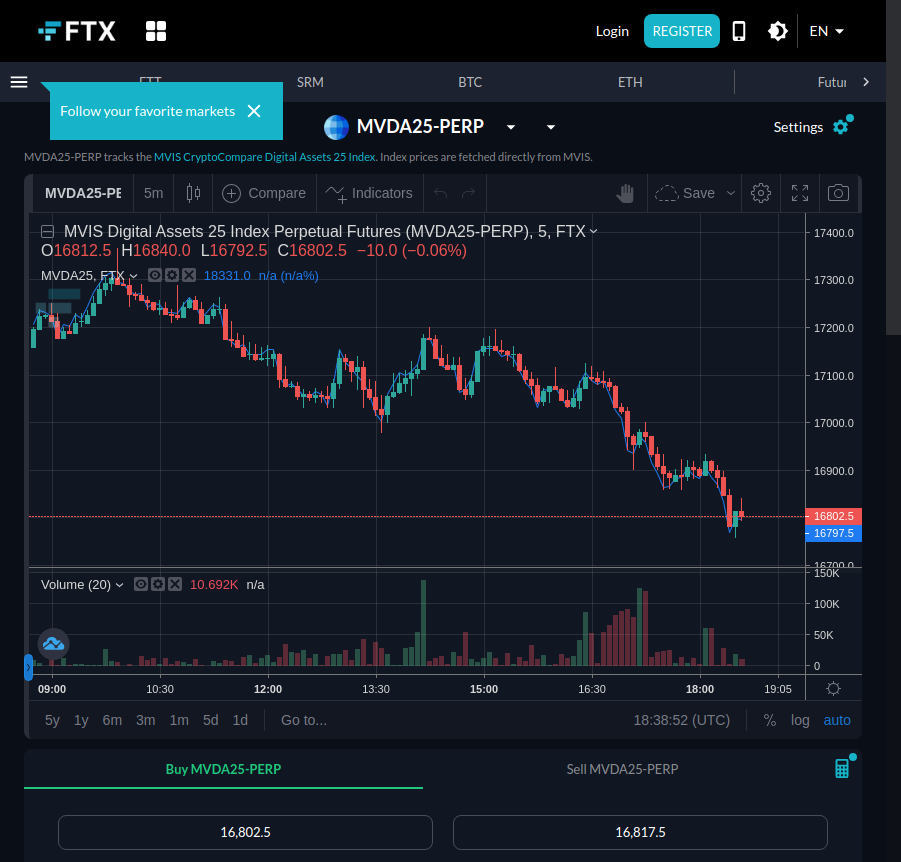 FTX
Login
REGISTER
EN
FTT
SRM
BTC
ETH
Futur
Follow your favorite markets
MVDA25-PERP
Settings
MVDA25-PERP tracks the MVIS CryptoCompare Digital Assets 25 Index. Index prices are fetched directly from MVIS.
MVDA25-PE
5m
Compare
Indicators
Save
MVIS Digital Assets 25 Index Perpetual Futures (MVDA25-PERP), 5, FTX
O16812.5 H16840.0 L16792.5 C16802.5 −10.0 (−0.06%)
MVDA25, FTX
18331.0 n/a (n/a%)
17400.0
17300.0
17200.0
17100.0
17000.0
16900.0
16802.5
16797.5
16700.0
Volume (20)
10.692K n/a
150K
100K
50K
0
09:00
10:30
12:00
13:30
15:00
16:30
18:00
19:05
5y
1y
6m
3m
1m
5d
1d
Go to...
18:38:52 (UTC)
%
log
auto
Buy MVDA25-PERP
Sell MVDA25-PERP
16,802.5
16,817.5